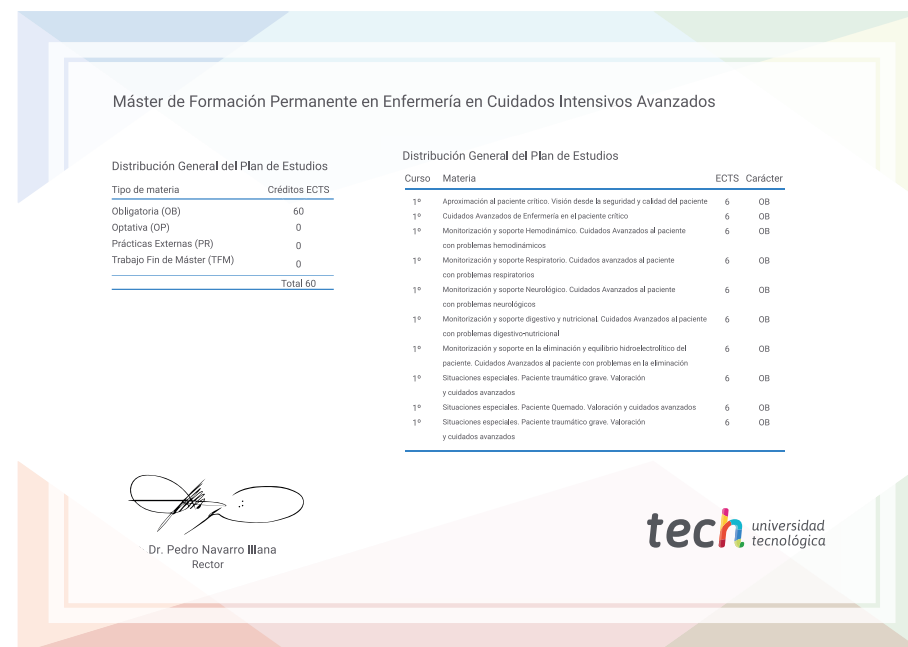 Máster de Formación Permanente en Enfermería en Cuidados Intensivos Avanzados
Distribución General del Plan de Estudios
Tipo de materia Créditos ECTS
Obligatoria (OB) 60
Optativa (OP) 0
Prácticas Externas (PR) 0
Trabajo Fin de Máster (TFM) 0
Total 60
Distribución General del Plan de Estudios
Curso Materia ECTS Carácter
1º Aproximación al paciente crítico. Visión desde la seguridad y calidad del paciente 6 OB
1º Cuidados Avanzados de Enfermería en el paciente crítico 6 OB
1º Monitorización y soporte Hemodinámico. Cuidados Avanzados al paciente 6 OB
con problemas hemodinámicos
1º Monitorización y soporte Respiratorio. Cuidados avanzados al paciente 6 OB
con problemas respiratorios
1º Monitorización y soporte Neurológico. Cuidados Avanzados al paciente 6 OB
con problemas neurológicos
1º Monitorización y soporte digestivo y nutricional. Cuidados Avanzados al paciente 6 OB
con problemas digestivo-nutricional
1º Monitorización y soporte en la eliminación y equilibrio hidroelectrolítico del 6 OB
paciente. Cuidados Avanzados al paciente con problemas en la eliminación
1º Situaciones especiales. Paciente traumático grave. Valoración 6 OB
y cuidados avanzados
1º Situaciones especiales. Paciente Quemado. Valoración y cuidados avanzados 6 OB
1º Situaciones especiales. Paciente traumático grave. Valoración 6 OB
y cuidados avanzados
Dr. Pedro Navarro Illana
Rector
tech universidad
tecnológica